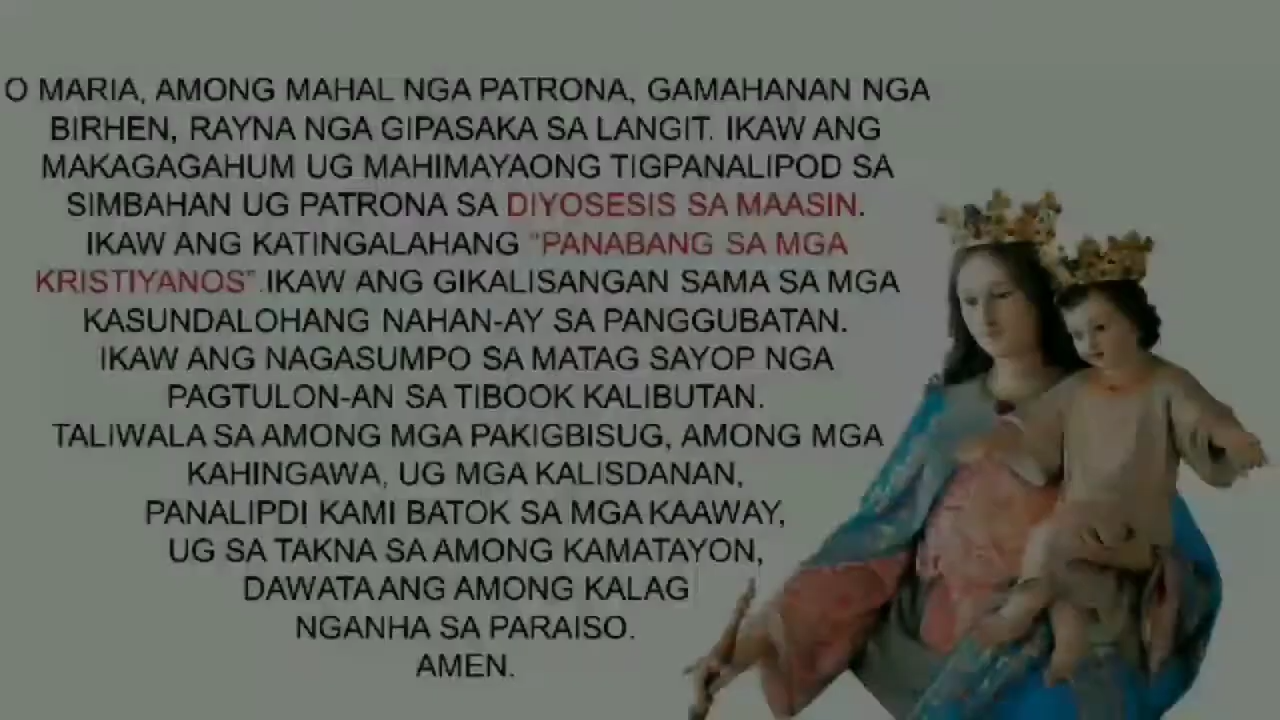 O MARIA, AMONG MAHAL NGA PATRONA, GAMAHANAN NGA
BIRHEN, RAYNA NGA GIPASAKA SA LANGIT. IKAW ANG
MAKAGAGAHUM UG MAHIMAYAONG TIGPANALIPOD SA
SIMBAHAN UG PATRONA SA DIYOSESIS SA MAASIN.
IKAW ANG KATINGALAHANG "PANABANG SA MGA
KRISTIYANOS". IKAW ANG GIKALISANGAN SAMA SA MGA
KASUNDALOHANG NAHAN-AY SA PANGGUBATAN.
IKAW ANG NAGASUMPO SA MATAG SAYOP NGA
PAGTULON-AN SA TIBOOK KALIBUTAN.
TALIWALA SA AMONG MGA PAKIGBISUG, AMONG MGA
KAHINGAWA, UG MGA KALISDANAN,
PANALIPDI KAMI BATOK SA MGA KAAWAY,
UG SA TAKNA SA AMONG KAMATAYON,
DAWATA ANG AMONG KALAG
NGANHA SA PARAISO.
AMEN.